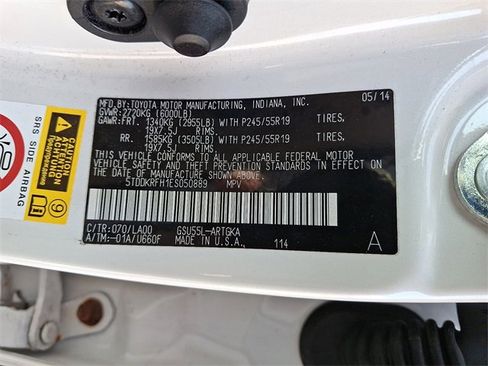 MFD.BY:TOYOTA MOTOR MANUFACTURING, INDIANA, INC. 05/14
GVWR:2720KG (6000LB)
GAWR:FRT. 1340KG (2955LB) WITH P245/55R19 TIRES,
19X7.5J RIMS.
RR. 1585KG (3505LB) WITH P245/55R19 TIRES,
19X7.5J RIMS.
THIS VEHICLE CONFORMS TO ALL APPLICABLE FEDERAL MOTOR
VEHICLE SAFETY AND THEFT PREVENTION STANDARDS IN EFFECT ON
THE DATE OF MANUFACTURE SHOWN ABOVE.
5TDDKRFH1ES050889 MPV
C/TR:070/LA00 GSU55L-ARTGKA
A/TM:-01A/U660F MADE IN U.S.A. 114 A
SRS SIDE AIRBAG
CAUTION
ACHTUNG
9